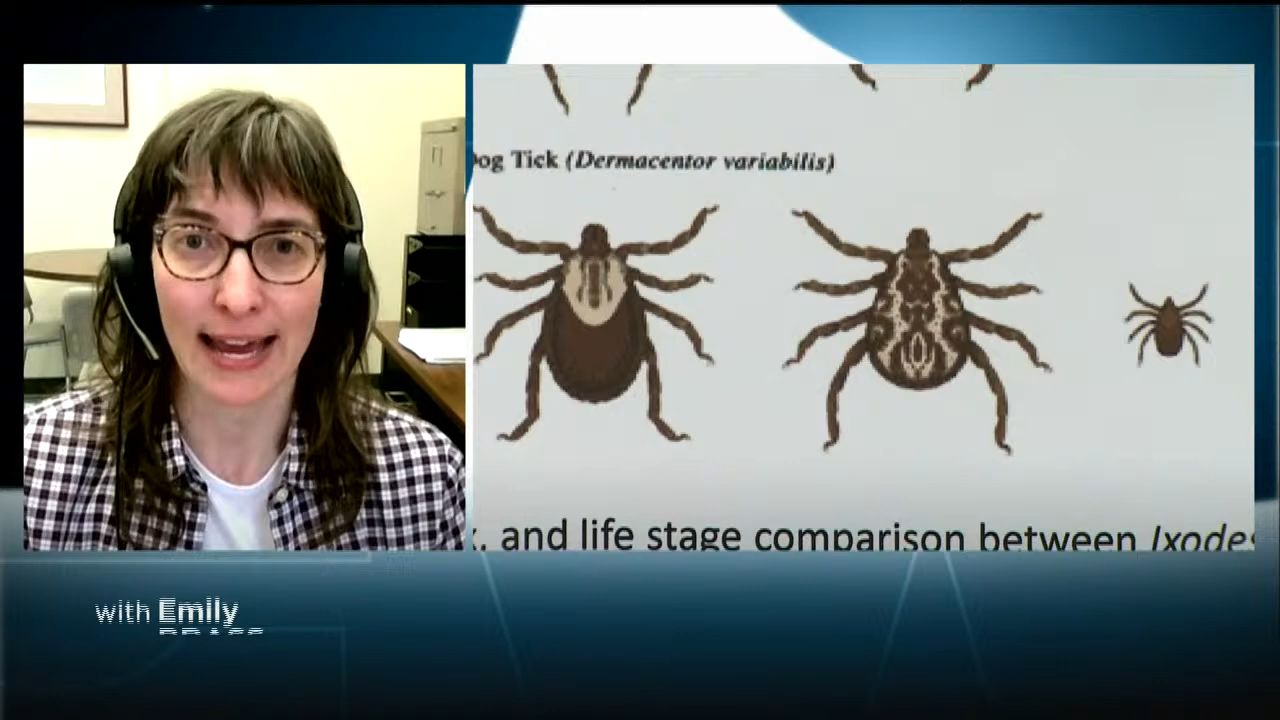 og Tick (Dermacentor variabilis)
, and life stage comparison between Ixodes
with Emily